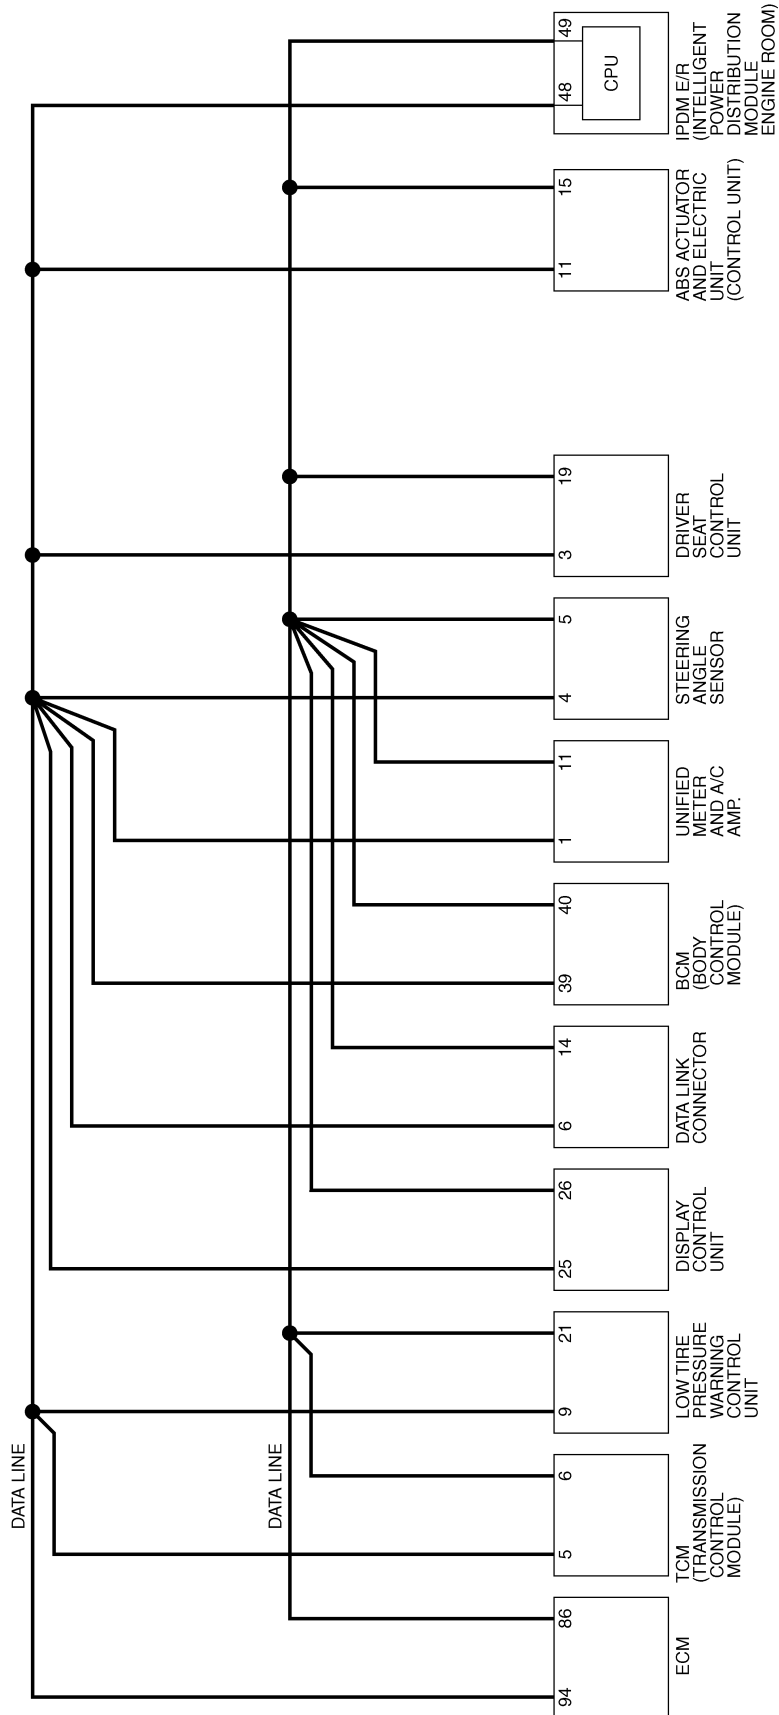 DATA LINE
DATA LINE
94
86
ECM
5
6
TCM
(TRANSMISSION
CONTROL
MODULE)
9
21
LOW TIRE
PRESSURE
WARNING
CONTROL
UNIT
25
26
DISPLAY
CONTROL
UNIT
6
14
DATA LINK
CONNECTOR
39
40
BCM
(BODY
CONTROL
MODULE)
1
11
UNIFIED
METER
AND A/C
AMP.
4
5
STEERING
ANGLE
SENSOR
3
19
DRIVER
SEAT
CONTROL
UNIT
11
15
ABS ACTUATOR
AND ELECTRIC
UNIT
(CONTROL UNIT)
48
49
CPU
IPDM E/R
(INTELLIGENT
POWER
DISTRIBUTION
MODULE
ENGINE ROOM)